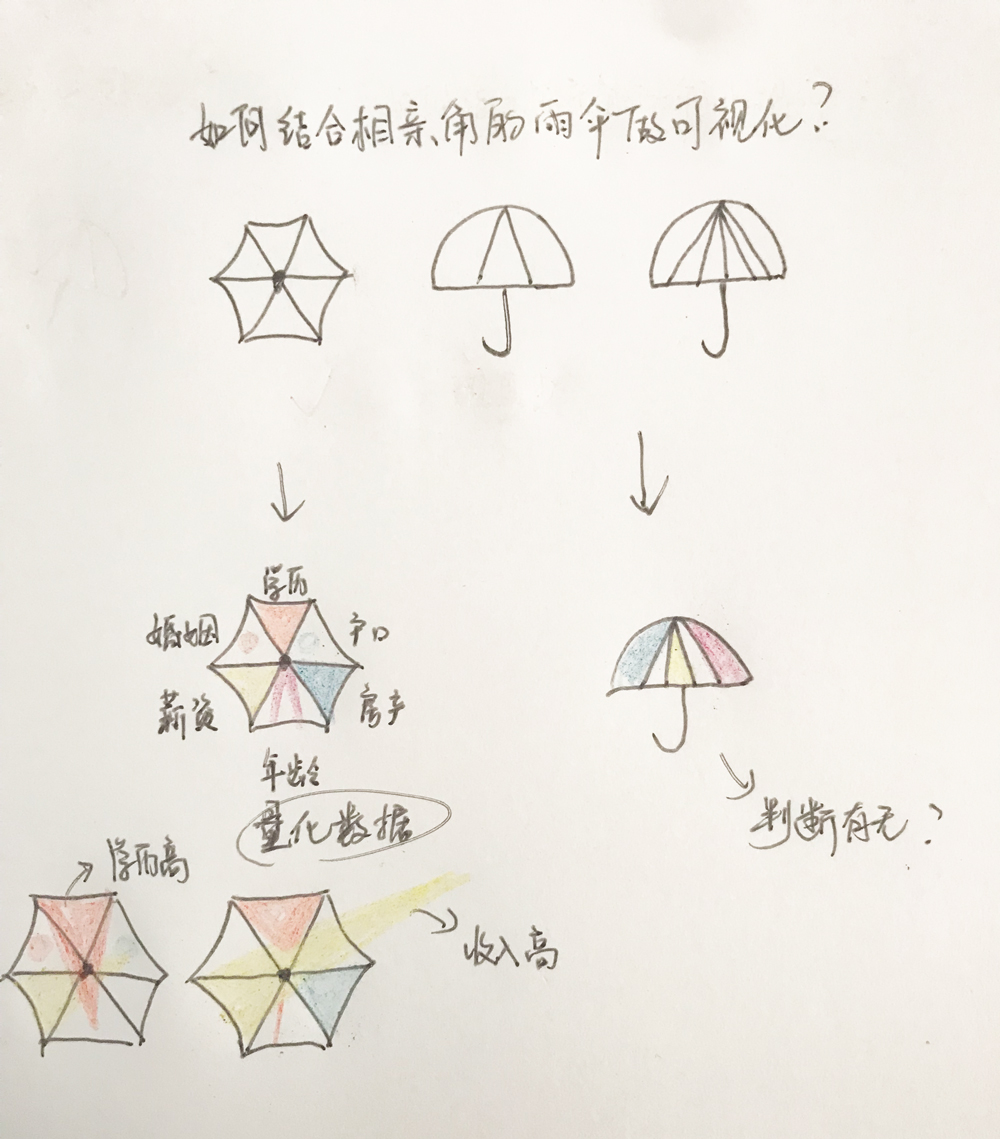 如何结合相亲角的雨伞做可视化?
学历
婚姻
户口
薪资
房产
年龄
量化数据
判断有无?
学历高
收入高